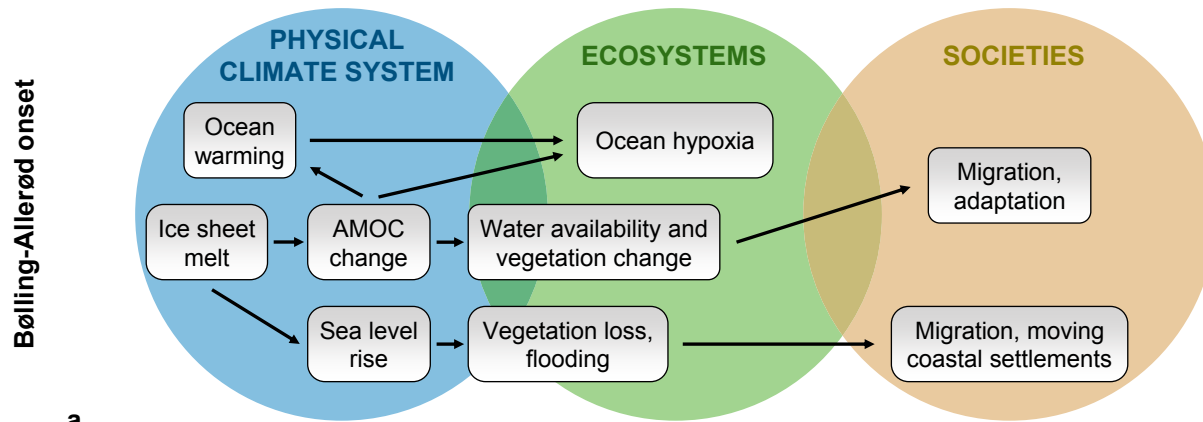 Bølling-Allerød onset
PHYSICAL
CLIMATE SYSTEM
ECOSYSTEMS
SOCIETIES
Ocean
warming
Ocean hypoxia
Migration,
adaptation
Ice sheet
melt
AMOC
change
Water availability and
vegetation change
Sea level
rise
Vegetation loss,
flooding
Migration, moving
coastal settlements
a